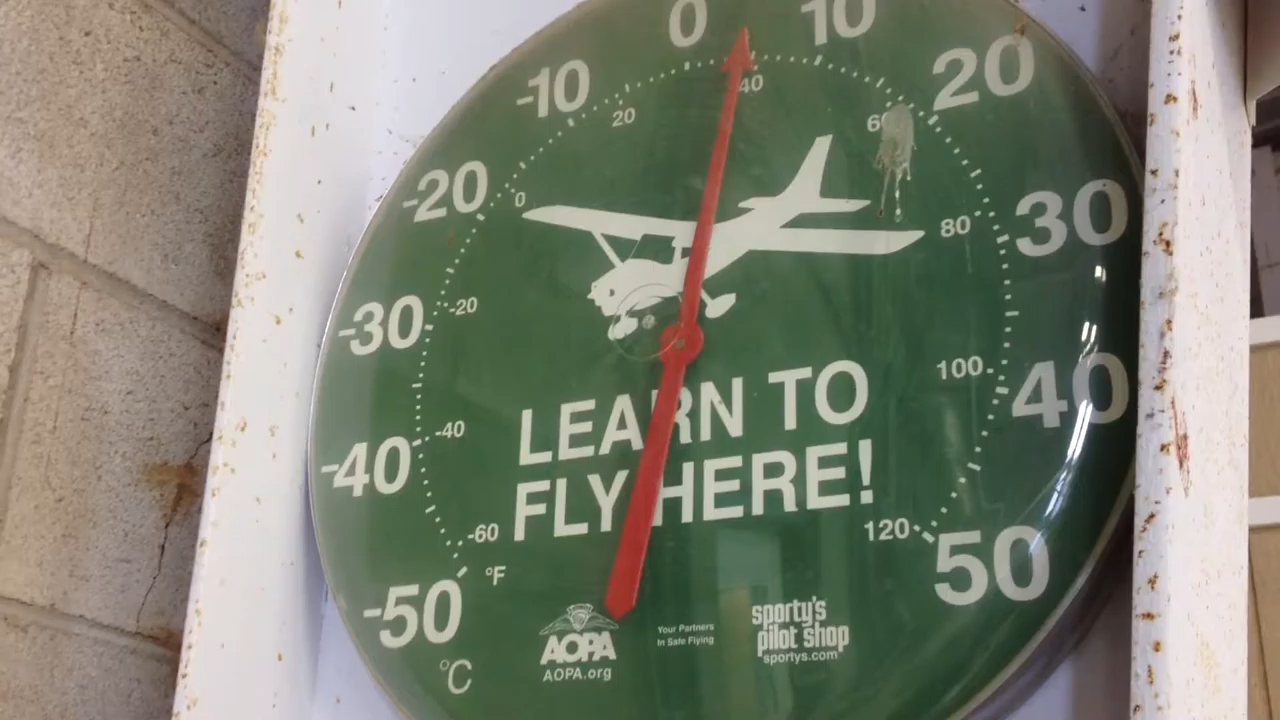 0
10
-10
20
40
20
60
-20
0
30
80
-30
-20
100
40
-40
-40
LEARN TO
FLY HERE!
-60
120
50
°F
-50
°C
AOPA
AOPA.org
Your Partners
In Safe Flying
sporty's
pilot shop
sportys.com